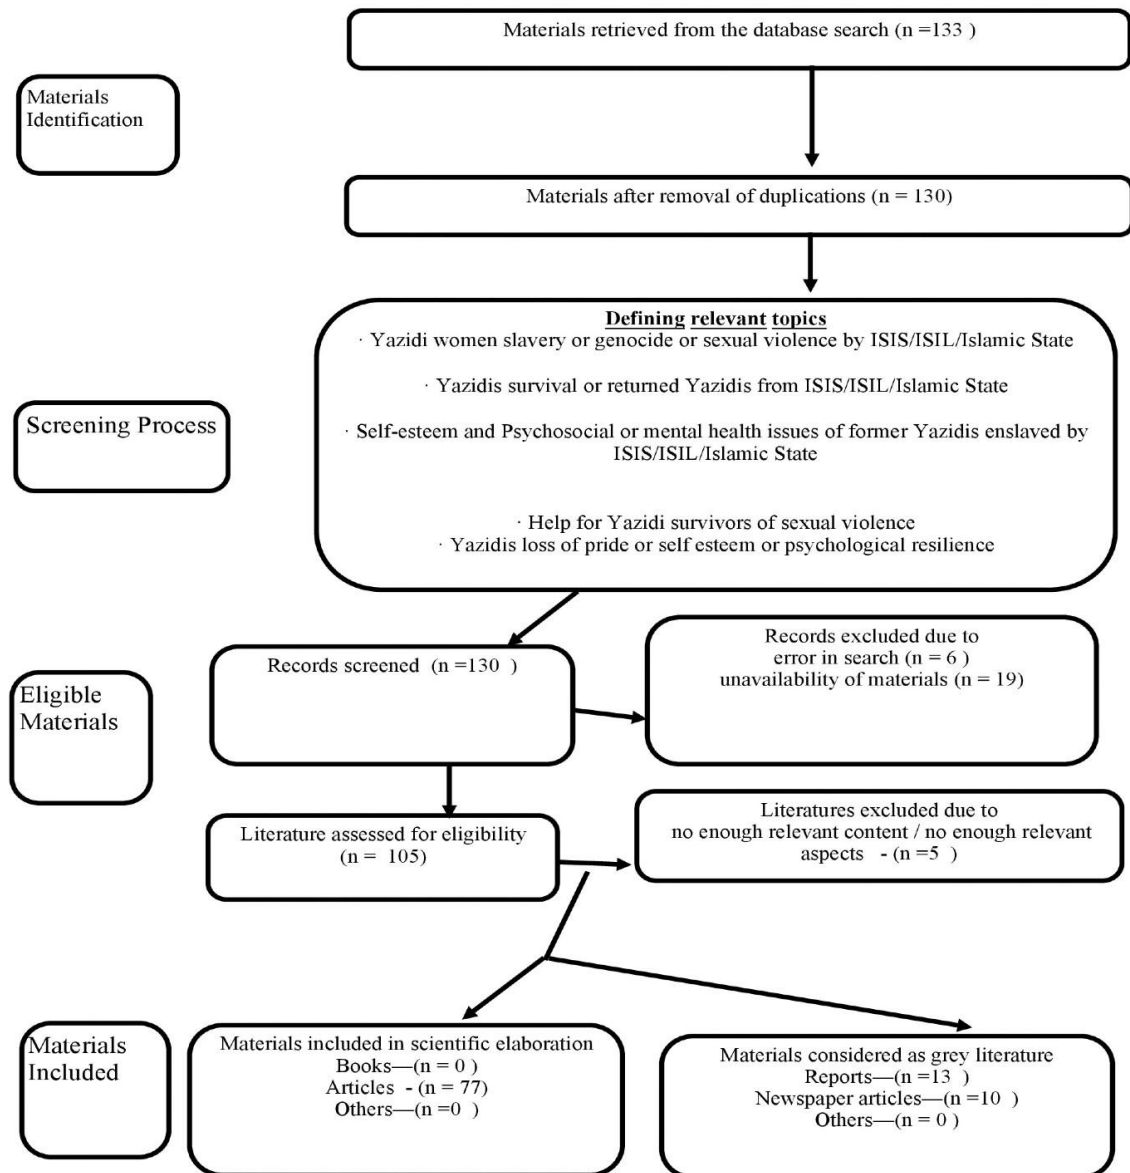 Materials retrieved from the database search (n =133 )
Materials
Identification
Materials after removal of duplications (n = 130)
Defining relevant topics
· Yazidi women slavery or genocide or sexual violence by ISIS/ISIL/Islamic State
· Yazidis survival or returned Yazidis from ISIS/ISIL/Islamic State
Screening Process
· Self-esteem and Psychosocial or mental health issues of former Yazidis enslaved by
ISIS/ISIL/Islamic State
· Help for Yazidi survivors of sexual violence
· Yazidis loss of pride or self esteem or psychological resilience
Eligible
Materials
Records screened (n =130 )
Records excluded due to
error in search (n = 6 )
unavailability of materials (n = 19)
Literature assessed for eligibility
(n = 105)
Literatures excluded due to
no enough relevant content / no enough relevant
aspects - (n =5 )
Materials
Included
Materials included in scientific elaboration
Books—(n = 0 )
Articles - (n = 77)
Others—(n =0 )
Materials considered as grey literature
Reports—(n =13 )
Newspaper articles—(n =10 )
Others—(n = 0 )